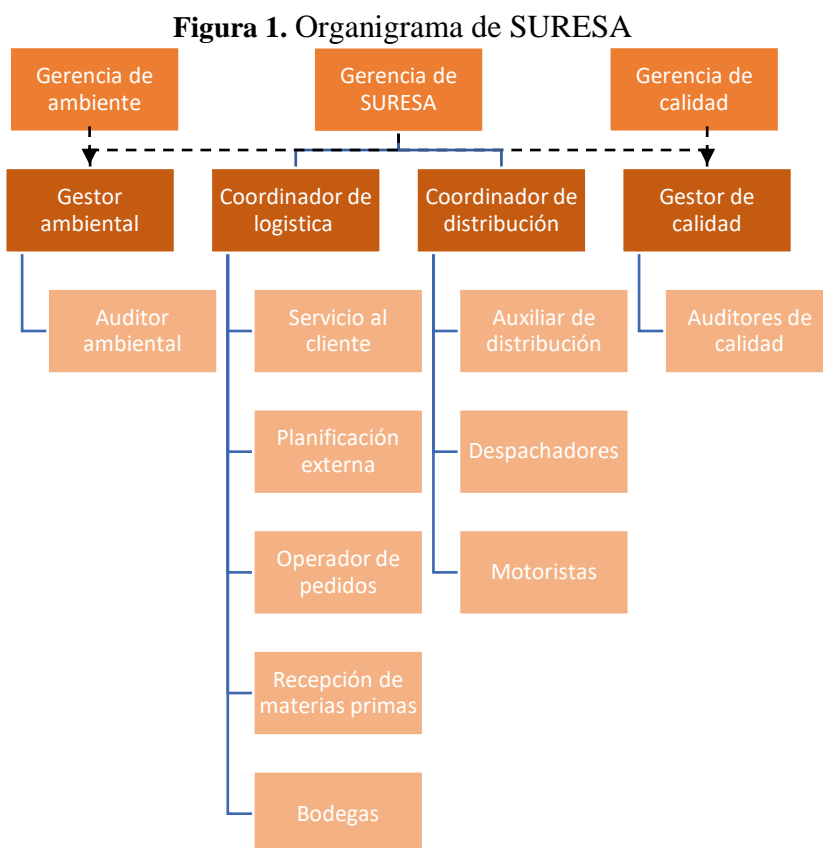 Figura 1. Organigrama de SURESA
Gerencia de
ambiente
Gerencia de
SURESA
Gerencia de
calidad
Gestor
ambiental
Coordinador de
logistica
Coordinador de
distribución
Gestor de
calidad
Auditor
ambiental
Servicio al
cliente
Auxiliar de
distribución
Auditores de
calidad
Planificación
externa
Despachadores
Operador de
pedidos
Motoristas
Recepción de
materias primas
Bodegas